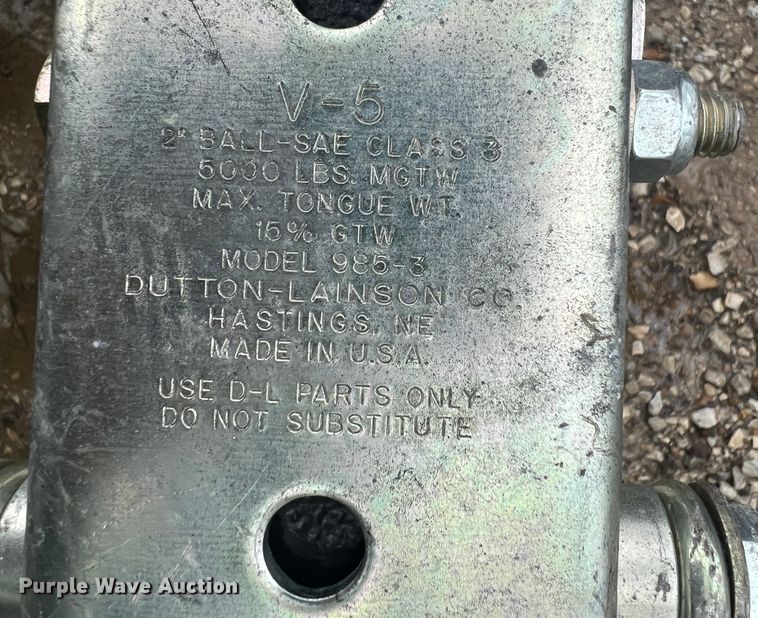 V-5
2" BALL-SAE CLASS 3
5000 LBS. MGTW
MAX. TONGUE WT.
15% GTW
MODEL 985-3
DUTTON-LAINSON CO.
HASTINGS, NE
MADE IN U.S.A.
USE D-L PARTS ONLY
DO NOT SUBSTITUTE
Purple Wave Auction